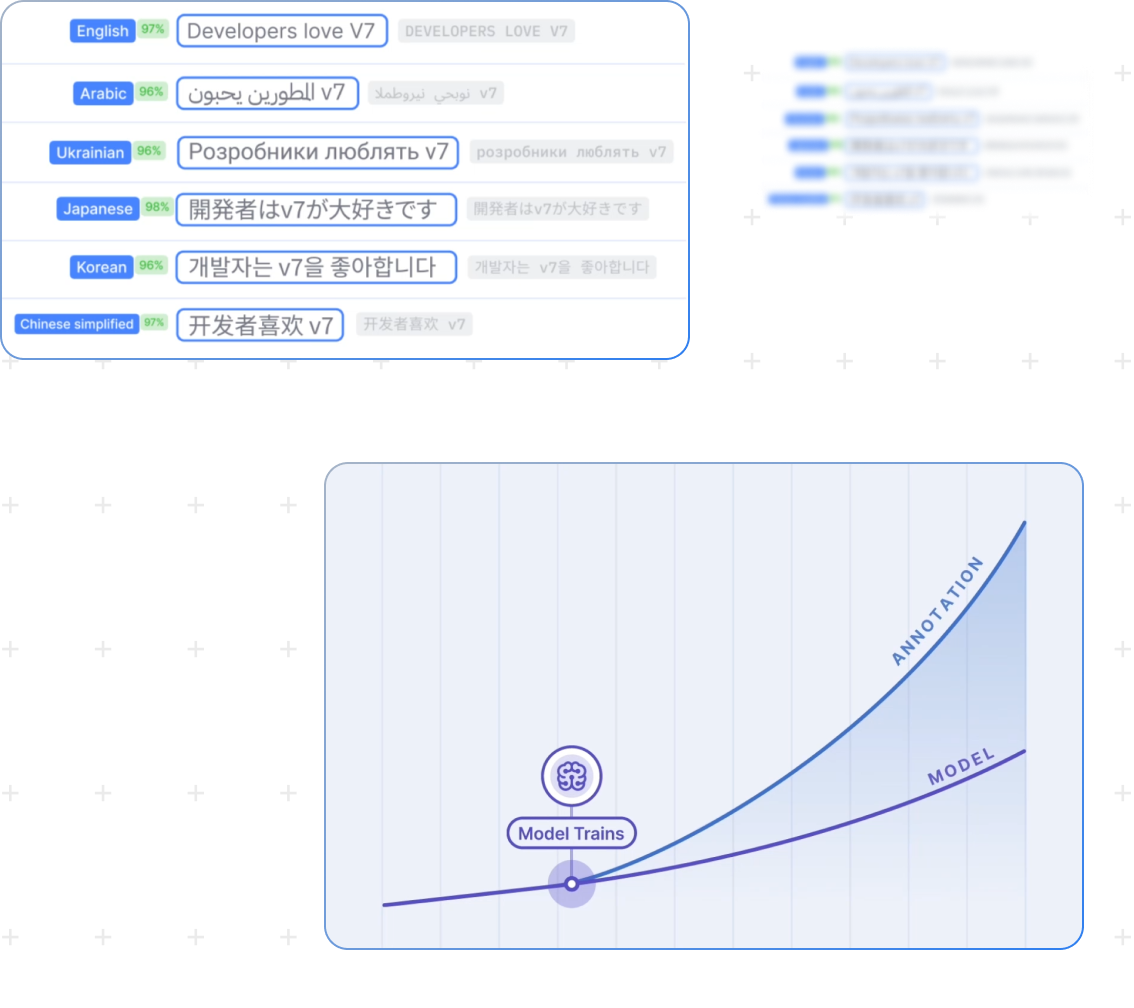 English 97% Developers love V7 DEVELOPERS LOVE V7
Arabic 96% المطورين يحبون v7 نوبحي نيروطملا v7
Ukrainian 96% Розробники люблять v7 розробники люблять v7
Japanese 98% 開発者はv7が大好きです 開発者はv7が大好きです
Korean 96% 개발자는 v7을 좋아합니다 개발자는 v7을 좋아합니다
Chinese simplified 97% 开发者喜欢 v7 开发者喜欢 v7
ANNOTATION
MODEL
Model Trains